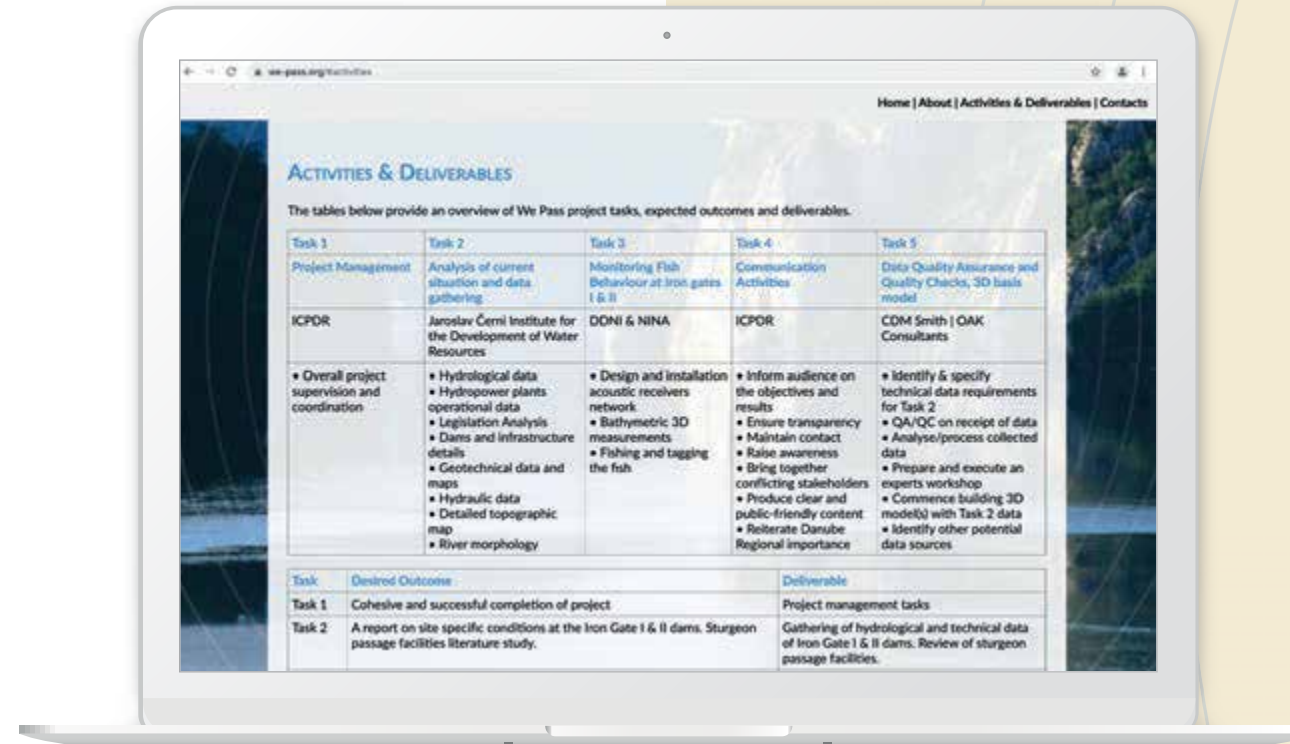 we-pass.org/#activities
Home | About | Activities & Deliverables | Contacts
ACTIVITIES & DELIVERABLES
The tables below provide an overview of We Pass project tasks, expected outcomes and deliverables.
Task 1
Task 2
Task 3
Task 4
Task 5
Project Management
Analysis of current
situation and data
gathering
Monitoring Fish
Behaviour at Iron gates
I & II
Communication
Activities
Data Quality Assurance and
Quality Checks, 3D basis
model
ICPDR
Jaroslav Černi Institute for
the Development of Water
Resources
DDNI & NINA
ICPDR
CDM Smith | OAK
Consultants
• Overall project
supervision and
coordination
• Hydrological data
• Hydropower plants
operational data
• Legislation Analysis
• Dams and infrastructure
details
• Geotechnical data and
maps
• Hydraulic data
• Detailed topographic
map
• River morphology
• Design and installation
acoustic receivers
network
• Bathymetric 3D
measurements
• Fishing and tagging
the fish
• Inform audience on
the objectives and
results
• Ensure transparency
• Maintain contact
• Raise awareness
• Bring together
conflicting stakeholders
• Produce clear and
public-friendly content
• Reiterate Danube
Regional importance
• Identify & specify
technical data requirements
for Task 2
• QA/QC on receipt of data
• Analyse/process collected
data
• Prepare and execute an
experts workshop
• Commence building 3D
model(s) with Task 2 data
• Identify other potential
data sources
Task
Desired Outcome
Deliverable
Task 1
Cohesive and successful completion of project
Project management tasks
Task 2
A report on site specific conditions at the Iron Gate I & II dams. Sturgeon
passage facilities literature study.
Gathering of hydrological and technical data
of Iron Gate I & II dams. Review of sturgeon
passage facilities.